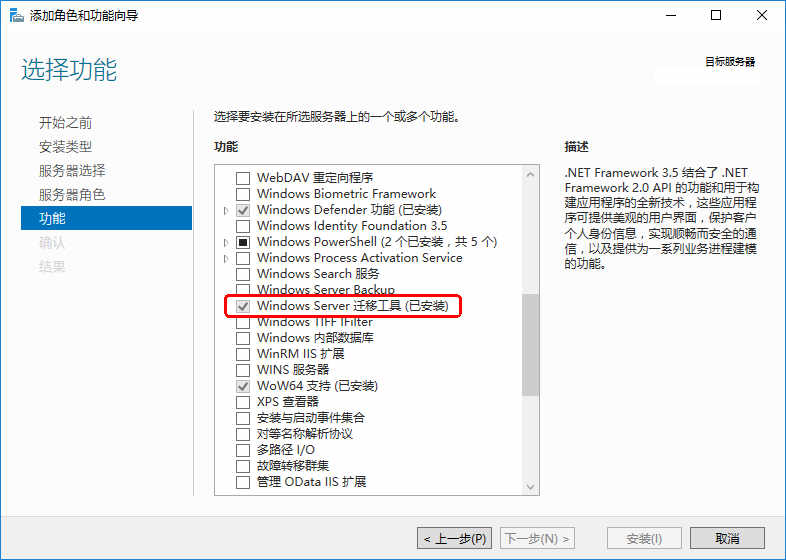 添加角色和功能向导
选择功能
目标服务器
开始之前
安装类型
服务器选择
服务器角色
功能
确认
结果
选择要安装在所选服务器上的一个或多个功能。
功能
WebDAV 重定向程序
Windows Biometric Framework
Windows Defender 功能 (已安装)
Windows Identity Foundation 3.5
Windows PowerShell (2 个已安装，共 5 个)
Windows Process Activation Service
Windows Search 服务
Windows Server Backup
Windows Server 迁移工具 (已安装)
Windows TIFF IFilter
Windows 内部数据库
WinRM IIS 扩展
WINS 服务器
WoW64 支持 (已安装)
XPS 查看器
安装与启动事件集合
对等名称解析协议
多路径 I/O
故障转移群集
管理 OData IIS 扩展
描述
.NET Framework 3.5 结合了 .NET
Framework 2.0 API 的功能和用于构
建应用程序的全新技术，这些应用程
序可提供美观的用户界面，保护客户
个人身份信息，实现顺畅而安全的通
信，以及提供为一系列业务进程建模
的功能。
< 上一步(P)
下一步(N) >
安装(I)
取消